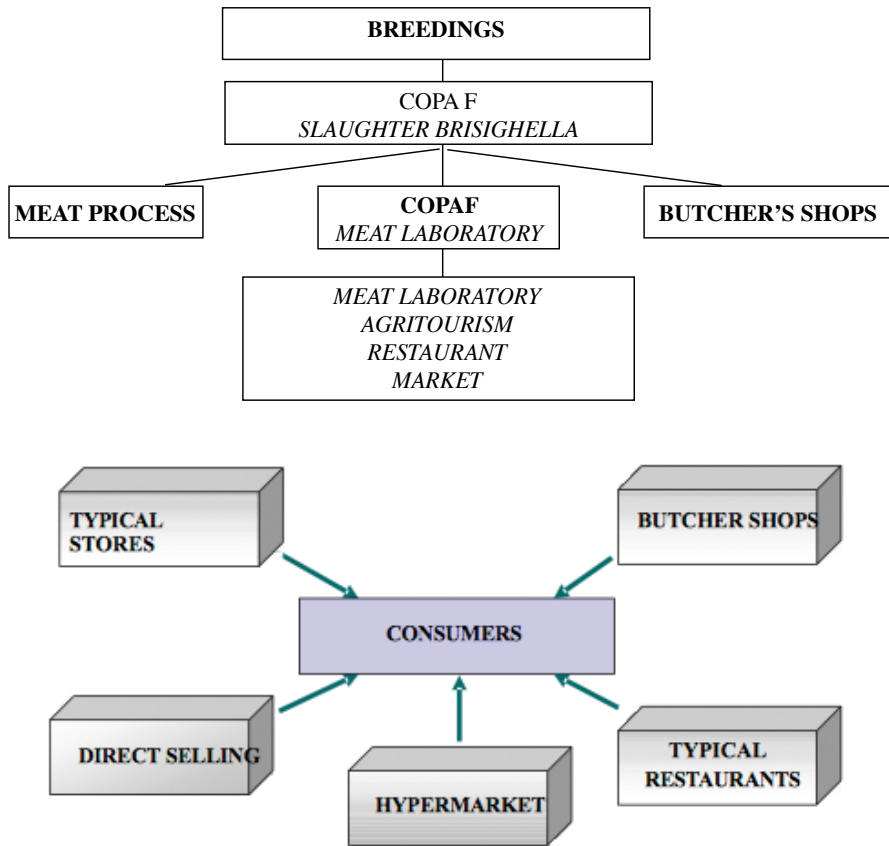 BREEDINGS
COPA F
SLAUGHTER BRISIGHELLA
MEAT PROCESS
COPAF
MEAT LABORATORY
BUTCHER'S SHOPS
MEAT LABORATORY
AGRITOURISM
RESTAURANT
MARKET
TYPICAL
STORES
BUTCHER SHOPS
CONSUMERS
DIRECT SELLING
HYPERMARKET
TYPICAL
RESTAURANTS